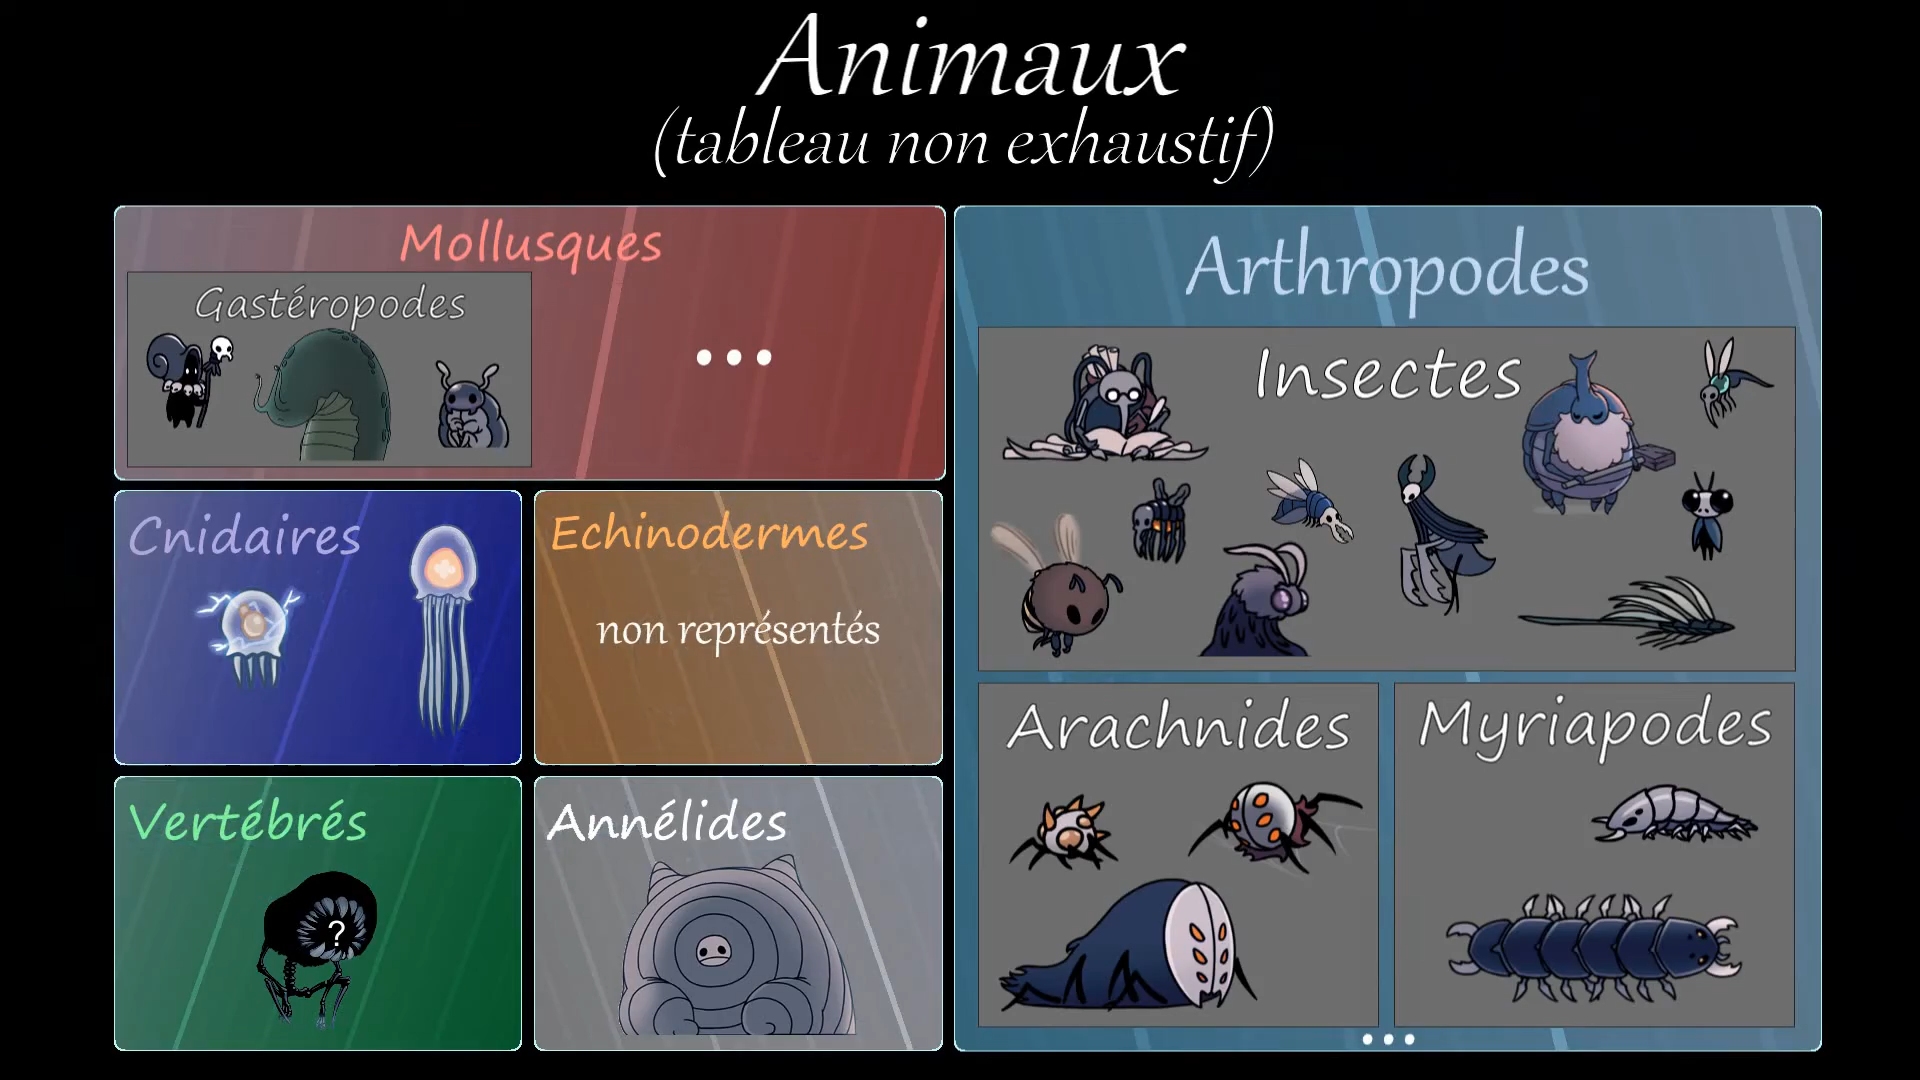 Animaux
(tableau non exhaustif)
Mollusques
Gastéropodes
...
Cnidaires
Echinodermes
non représentés
Vertébrés
?
Annélides
Arthropodes
Insectes
Arachnides
Myriapodes
...